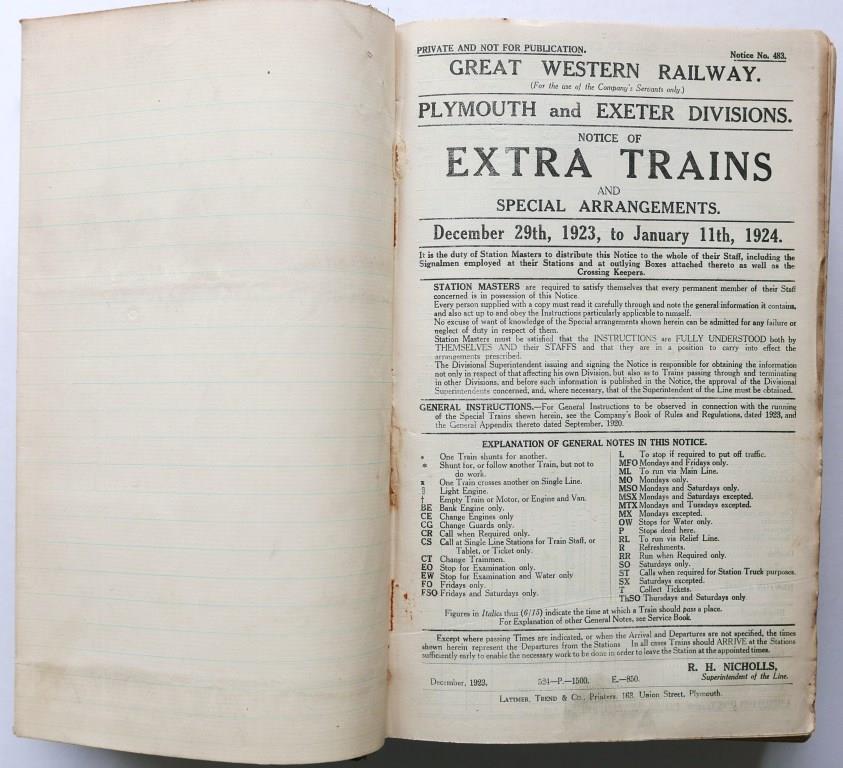 PRIVATE AND NOT FOR PUBLICATION.
Notice No. 483.
GREAT WESTERN RAILWAY.
(For the use of the Company's Servants only.)
PLYMOUTH and EXETER DIVISIONS.
NOTICE OF
EXTRA TRAINS
AND
SPECIAL ARRANGEMENTS.
December 29th, 1923, to January 11th, 1924.
It is the duty of Station Masters to distribute this Notice to the whole of their Staff, including the
Signalmen employed at their Stations and at outlying Boxes attached thereto as well as the
Crossing Keepers.
STATION MASTERS are required to satisfy themselves that every permanent member of their Staff
concerned is in possession of this Notice
Every person supplied with a copy must read it carefully through and note the general information it contains,
and also act up to and obey the Instructions particularly applicable to himself.
No excuse of want of knowledge of the Special arrangements shown herein can be admitted for any failure or
neglect of duty in respect of them.
Station Masters must be satisfied that the INSTRUCTIONS are FULLY UNDERSTOOD both by
THEMSELVES AND their STAFFS and that they are in a position to carry into effect the
arrangements prescribed.
The Divisional Superintendent issuing and signing the Notice is responsible for obtaining the information
not only in respect of that affecting his own Division, but also as to Trains passing through and terminating
in other Divisions, and before such information is published in the Notice, the approval of the Divisional
Superintendents concerned, and, where necessary, that of the Superintendent of the Line must be obtained.
GENERAL INSTRUCTIONS.—For General Instructions to be observed in connection with the running
of the Special Trains shewn herein, see the Company's Book of Rules and Regulations, dated 1923, and
the General Appendix thereto dated September, 1920.
EXPLANATION OF GENERAL NOTES IN THIS NOTICE.
* One Train shunts for another.
Shunt for, or follow another Train, but not to
do work.
x One Train crosses another on Single Line.
§ Light Engine.
† Empty Train or Motor, or Engine and Van.
BE Bank Engine only.
CE Change Engines only
CG Change Guards only.
CR Call when Required only.
CS Call at Single Line Stations for Train Staff, or
Tablet, or Ticket only.
CT Change Trainmen.
EO Stop for Examination only.
EW Stop for Examination and Water only
FO Fridays only.
FSO Fridays and Saturdays only.
L To stop if required to put off traffic.
MFO Mondays and Fridays only.
ML To run via Main Line.
MO Mondays only.
MSO Mondays and Saturdays only.
MSX Mondays and Saturdays excepted.
MTX Mondays and Tuesdays excepted.
MX Mondays excepted.
OW Stops for Water only.
P Stops dead here.
RL To run via Relief Line.
R Refreshments.
RR Run when Required only.
SO Saturdays only.
ST Calls when required for Station Truck purposes.
SX Saturdays excepted.
T Collect Tickets.
ThSO Thursdays and Saturdays only
Figures in Italics thus (6/15) indicate the time at which a Train should pass a place.
For Explanation of other General Notes, see Service Book.
Except where passing Times are indicated, or when the Arrival and Departures are not specified, the times
shewn herein represent the Departures from the Stations In all cases Trains should ARRIVE at the Stations
sufficiently early to enable the necessary work to be done in order to leave the Station at the appointed times.
R. H. NICHOLLS,
Superintendent of the Line.
December, 1923. 524—P.—1500. E.—850.
LATIMER, TREND & Co., Printers, 163, Union Street, Plymouth.